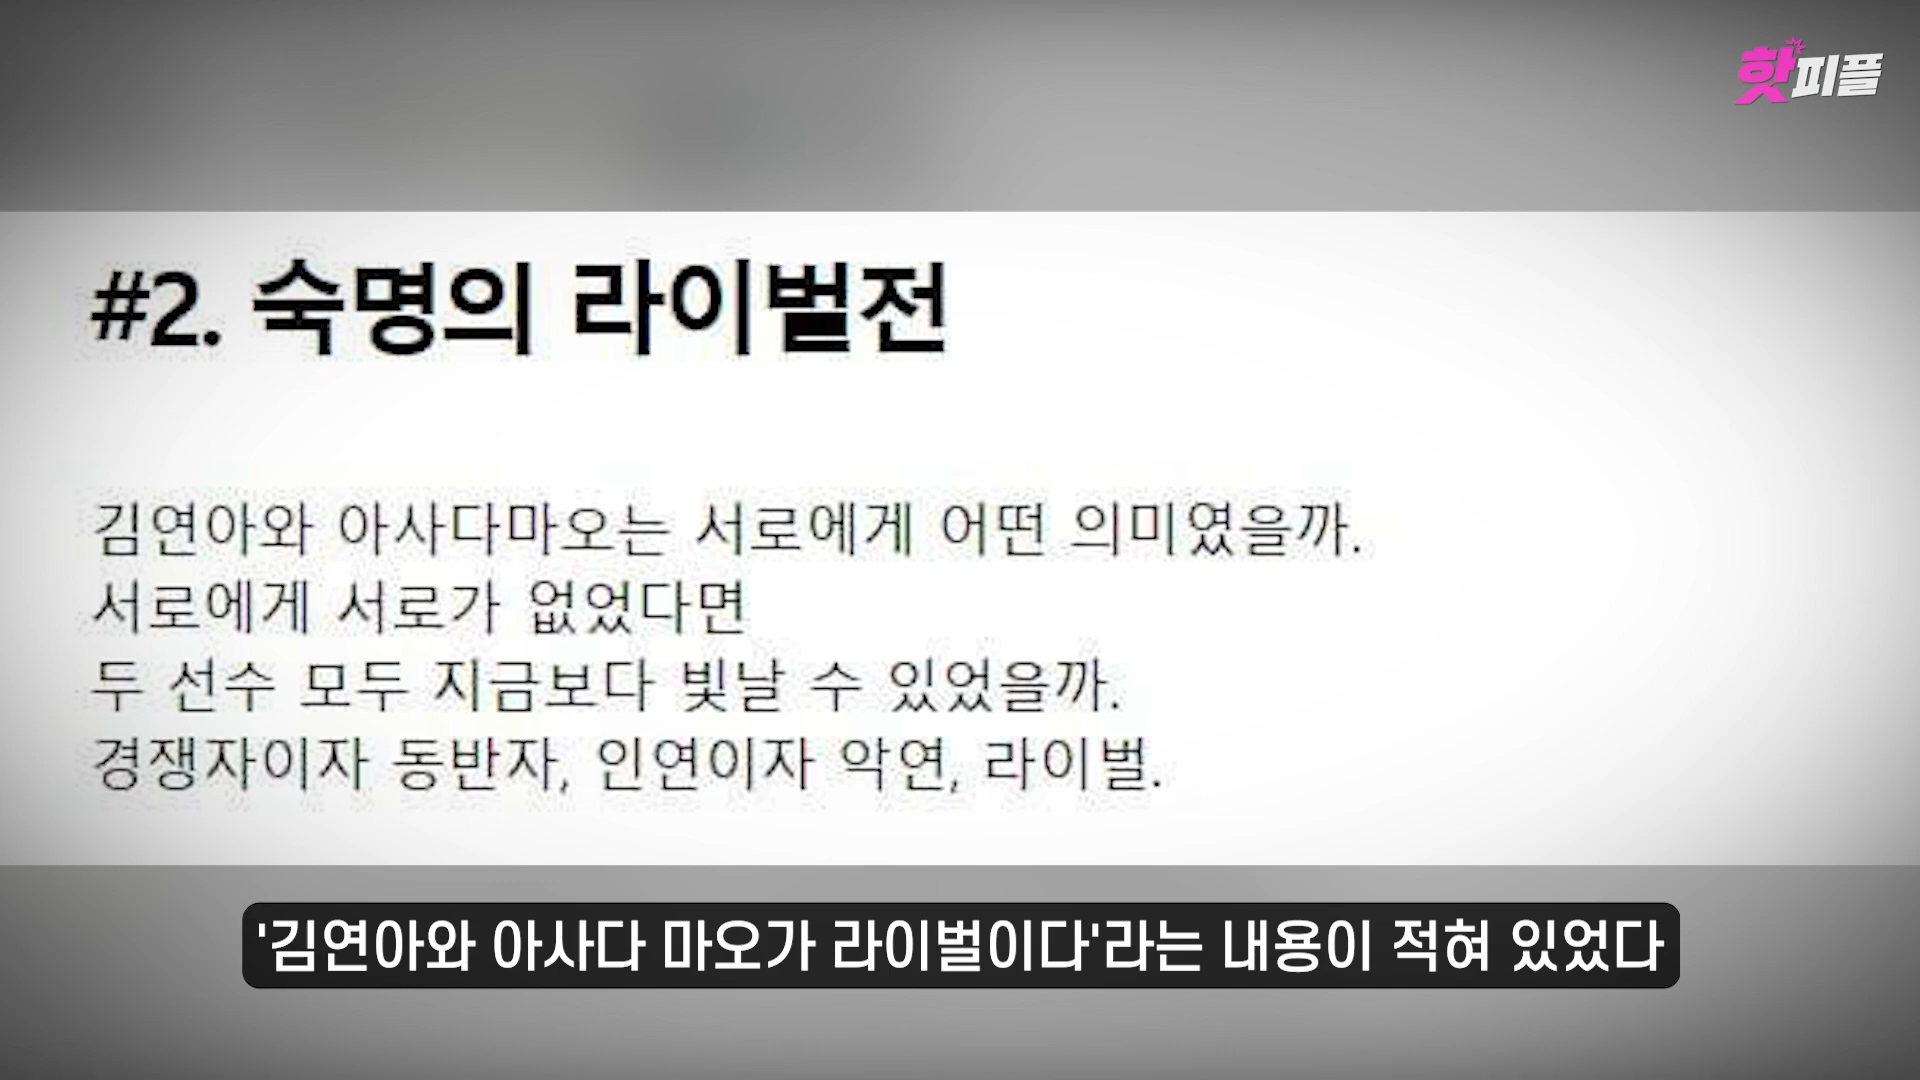 핫피플
#2. 숙명의 라이벌전
김연아와 아사다마오는 서로에게 어떤 의미였을까.
서로에게 서로가 없었다면
두 선수 모두 지금보다 빛날 수 있었을까.
경쟁자이자 동반자, 인연이자 악연, 라이벌.
'김연아와 아사다 마오가 라이벌이다'라는 내용이 적혀 있었다